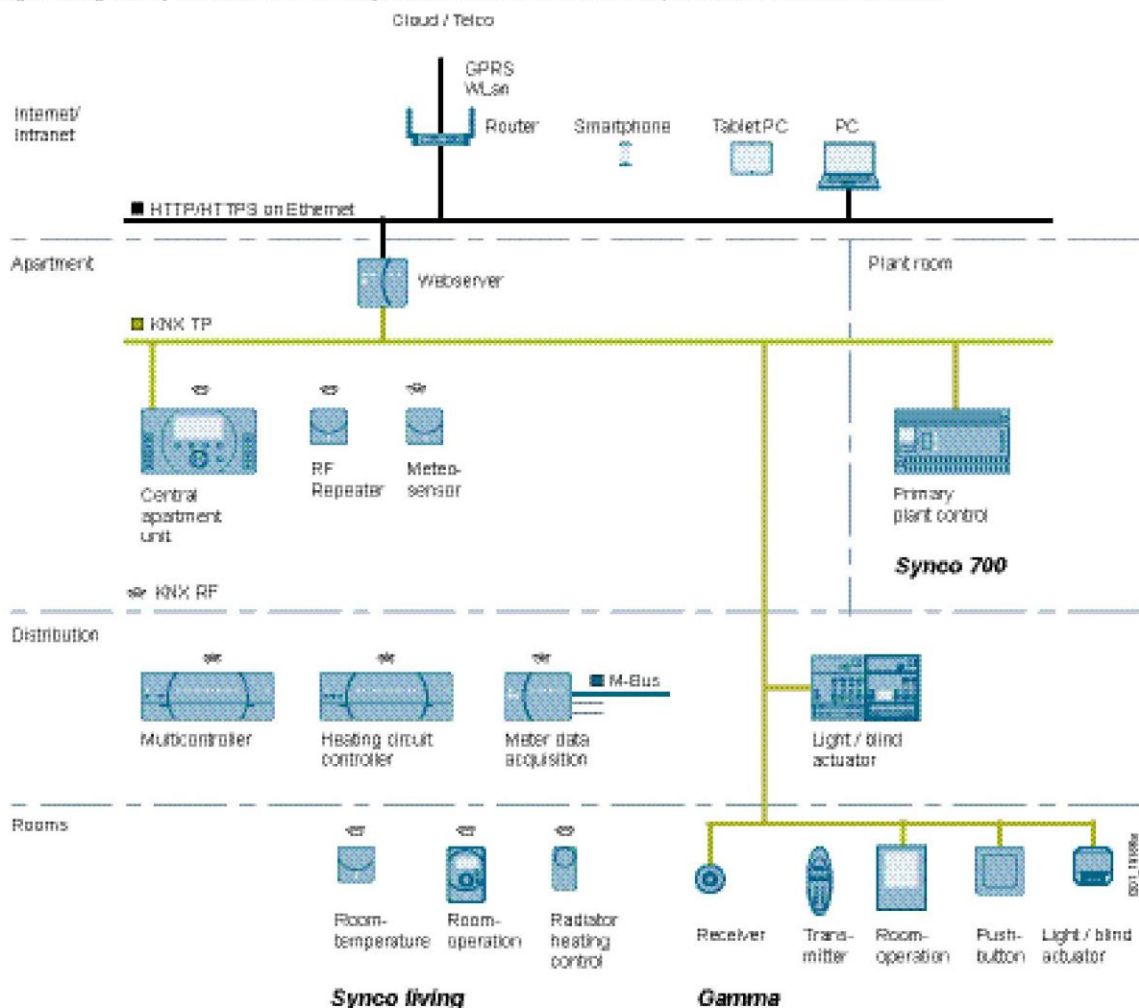 Cloud / Telco
GPRS
WLan
Internet/
Intranet
Router
Smartphone
Tablet PC
PC
HTTP/HTTPS on Ethernet
Apartment
Plant room
Webserver
KNX TP
Central
apartment
unit
RF
Repeater
Meteo-
sensor
Primary
plant control
Synco 700
KNX RF
Distribution
M-Bus
Multicontroller
Heating circuit
controller
Meter data
acquisition
Light / blind
actuator
Rooms
Room-
temperature
Room-
operation
Radiator
heating
control
Receiver
Trans-
mitter
Room-
operation
Push-
button
Light / blind
actuator
Synco living
Gamma